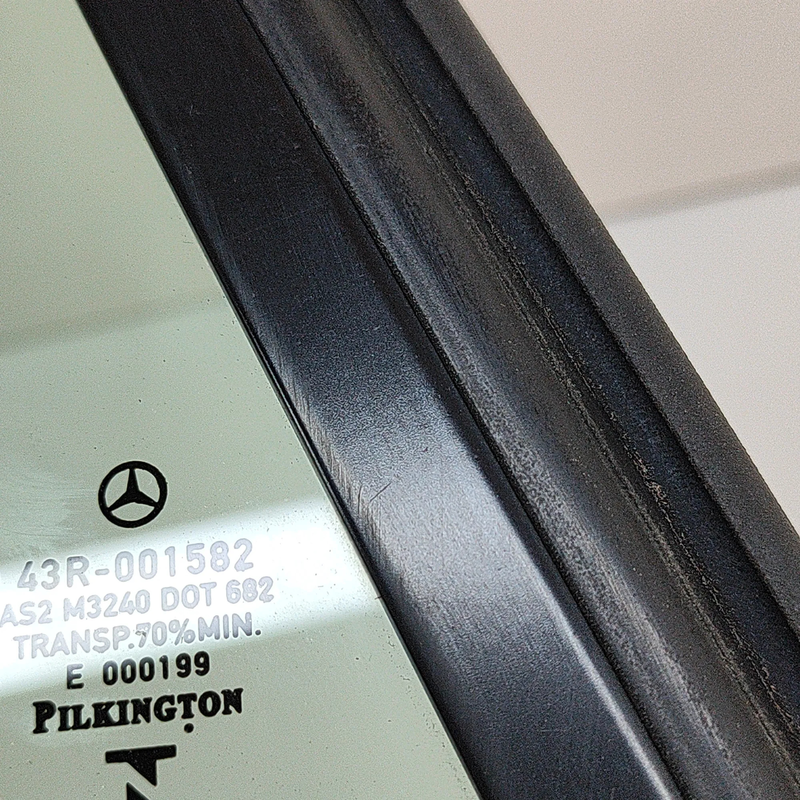 43R-001582
AS2 M3240 DOT 682
TRANSP.70%MIN.
E 000199
PILKINGTON